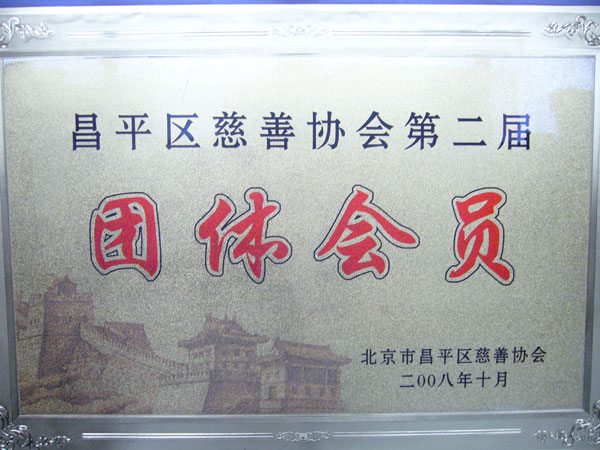 昌平区慈善协会第二届
团体会员
北京市昌平区慈善协会
二00八年十月